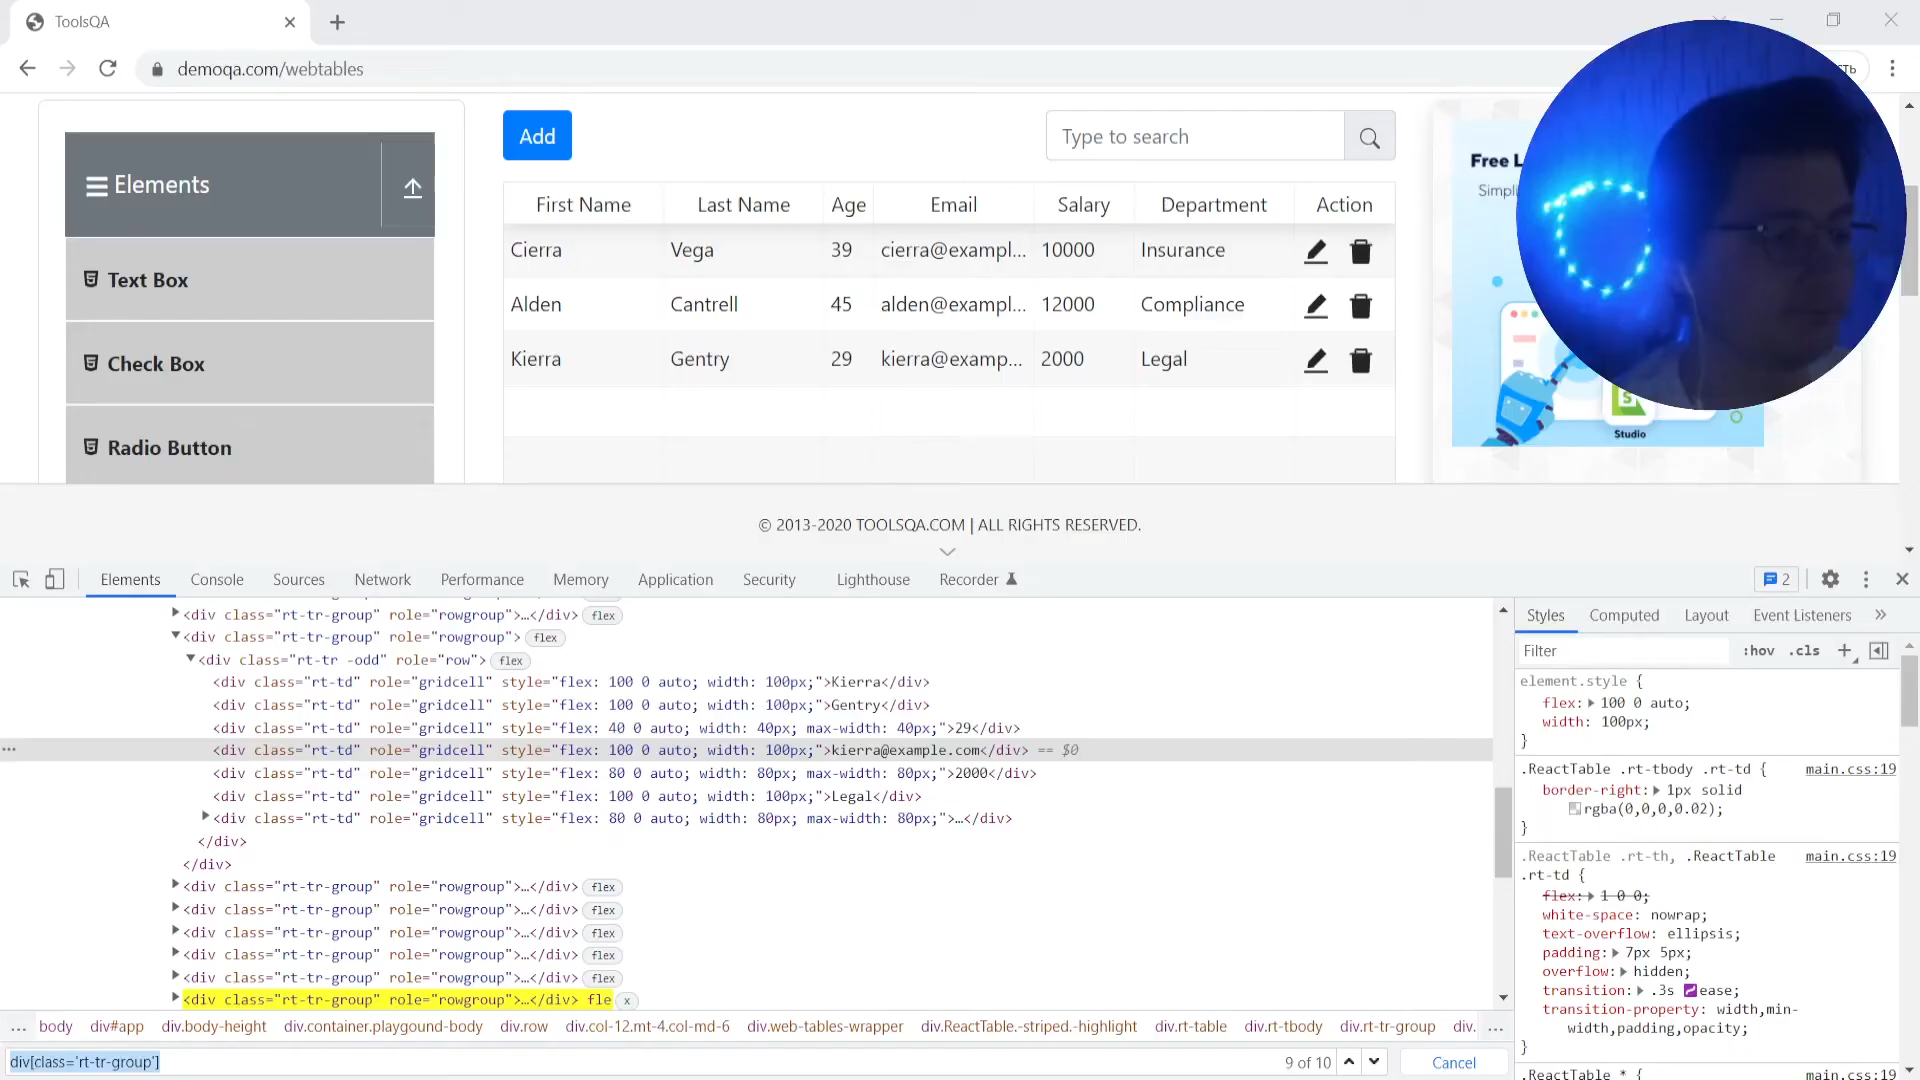 ToolsQA
demoqa.com/webtables
ть
Elements
Text Box
Check Box
Radio Button
Add
Type to search
First Name Last Name Age Email Salary Department Action
Cierra Vega 39 cierra@exampl... 10000 Insurance
Alden Cantrell 45 alden@exampl... 12000 Compliance
Kierra Gentry 29 kierra@examp... 2000 Legal
Free L
Simpl
S
Studio
© 2013-2020 TOOLSQA.COM | ALL RIGHTS RESERVED.
Elements Console Sources Network Performance Memory Application Security Lighthouse Recorder 2
<div class="rt-tr-group" role="rowgroup">…</div> flex
<div class="rt-tr-group" role="rowgroup"> flex
<div class="rt-tr -odd" role="row"> flex
<div class="rt-td" role="gridcell" style="flex: 100 0 auto; width: 100px;">Kierra</div>
<div class="rt-td" role="gridcell" style="flex: 100 0 auto; width: 100px;">Gentry</div>
<div class="rt-td" role="gridcell" style="flex: 40 0 auto; width: 40px; max-width: 40px;">29</div>
<div class="rt-td" role="gridcell" style="flex: 100 0 auto; width: 100px;">kierra@example.com</div> == $0
<div class="rt-td" role="gridcell" style="flex: 80 0 auto; width: 80px; max-width: 80px;">2000</div>
<div class="rt-td" role="gridcell" style="flex: 100 0 auto; width: 100px;">Legal</div>
<div class="rt-td" role="gridcell" style="flex: 80 0 auto; width: 80px; max-width: 80px;">…</div>
</div>
</div>
<div class="rt-tr-group" role="rowgroup">…</div> flex
<div class="rt-tr-group" role="rowgroup">…</div> flex
<div class="rt-tr-group" role="rowgroup">…</div> flex
<div class="rt-tr-group" role="rowgroup">…</div> flex
<div class="rt-tr-group" role="rowgroup">…</div> flex
<div class="rt-tr-group" role="rowgroup">…</div> fle x
... body div#app div.body-height div.container.playgound-body div.row div.col-12.mt-4.col-md-6 div.web-tables-wrapper div.ReactTable.-striped.-highlight div.rt-table div.rt-tbody div.rt-tr-group div. ...
div[class='rt-tr-group'] 9 of 10 Cancel
Styles Computed Layout Event Listeners »
Filter :hov .cls +
element.style {
flex: 100 0 auto;
width: 100px;
}
.ReactTable .rt-tbody .rt-td { main.css:19
border-right: 1px solid
rgba(0,0,0,0.02);
}
.ReactTable .rt-th, .ReactTable main.css:19
.rt-td {
flex: 1 0 0;
white-space: nowrap;
text-overflow: ellipsis;
padding: 7px 5px;
overflow: hidden;
transition: .3s ease;
transition-property: width,min-
width,padding,opacity;
}
.ReactTable * { main.css:19